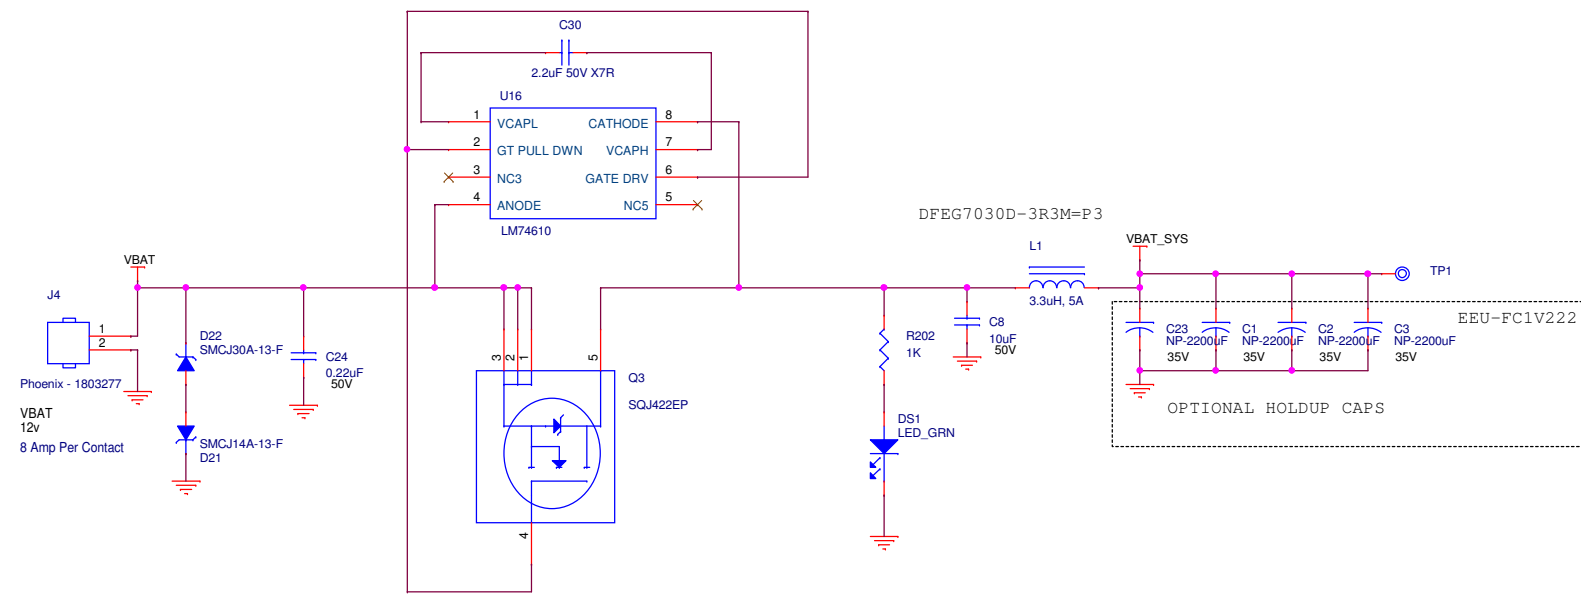 C30
2.2uF 50V X7R
U16
1 VCAPL CATHODE 8
2 GT PULL DWN VCAPH 7
3 NC3 GATE DRV 6
4 ANODE NC5 5
LM74610
DFEG7030D-3R3M=P3
L1
3.3uH, 5A
VBAT_SYS
TP1
VBAT
J4
1
2
Phoenix - 1803277
VBAT
12v
8 Amp Per Contact
D22
SMCJ30A-13-F
SMCJ14A-13-F
D21
C24
0.22uF
50V
3
2
1
5
4
Q3
SQJ422EP
R202
1K
DS1
LED_GRN
C8
10uF
50V
EEU-FC1V222
C23
NP-2200uF
35V
C1
NP-2200uF
35V
C2
NP-2200uF
35V
C3
NP-2200uF
35V
OPTIONAL HOLDUP CAPS